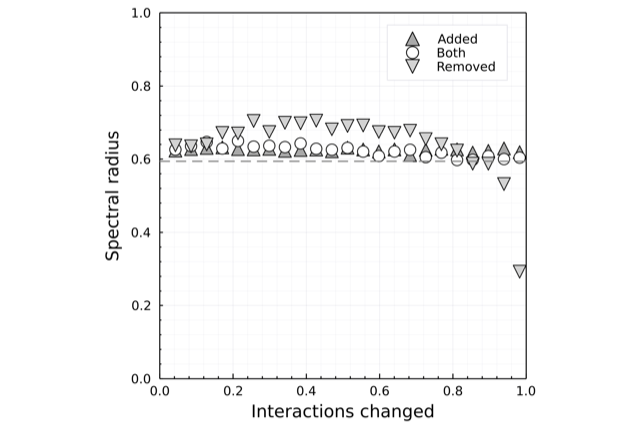 Added
Both
Removed
1.0
0.8
0.6
0.4
0.2
0.0
Spectral radius
0.0 0.2 0.4 0.6 0.8 1.0
Interactions changed